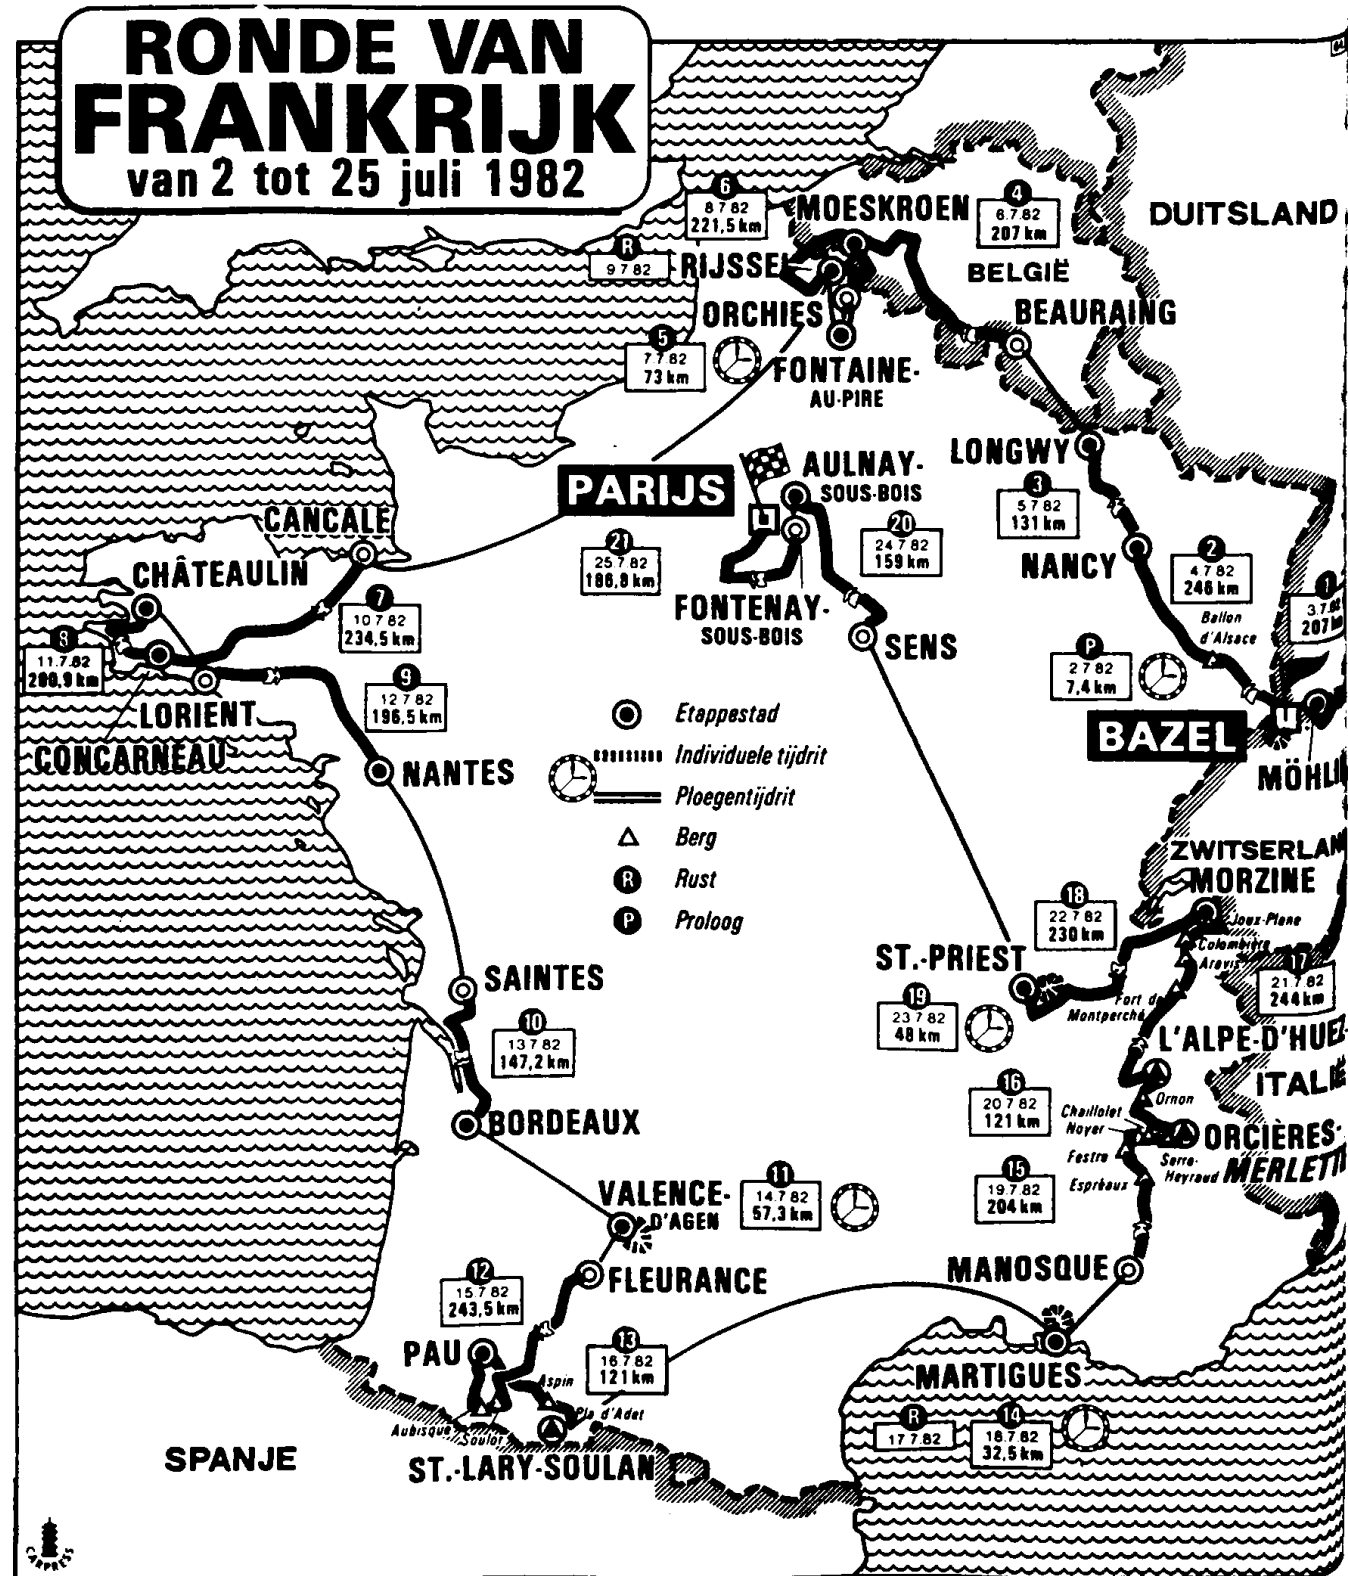 RONDE VAN
FRANKRIJK
van 2 tot 25 juli 1982
6
8 7 82
221,5 km
MOESKROEN
4
6.7.82
207 km
DUITSLAND
R
9 7 82
RIJSSEL
BELGIË
ORCHIES
BEAURAING
5
7 7 82
73 km
FONTAINE-
AU-PIRE
LONGWY
PARIJS
AULNAY-
SOUS-BOIS
3
5 7 82
131 km
CANCALE
20
24 7 82
159 km
21
25 7 82
186,8 km
NANCY
2
4.7 82
246 km
CHÂTEAULIN
7
10 7 82
234,5 km
FONTENAY-
SOUS-BOIS
Ballon
d'Alsace
1
3.7.82
207 km
8
11.7.82
SENS
P
2 7 82
7,4 km
9
12 7 82
196,5 km
LORIENT
CONCARNEAU
Etappestad
BAZEL
NANTES
Individuele tijdrit
MÖHLI
Ploegentijdrit
Berg
ZWITSERLAN
Rust
R
MORZINE
Proloog
P
18
22 7 82
230 km
Joux-Plane
Colombière
Aravis
ST.-PRIEST
17
21.7.82
244 km
SAINTES
19
23 7 82
48 km
Fort de
Montperché
10
13 7 82
147,2 km
L'ALPE-D'HUEZ
ITALIË
16
20 7 82
121 km
Ornon
Chaillolet
Noyer
BORDEAUX
ORCIÈRES-
MERLETTE
Festre
Serre-
Heyraud
Espréaux
15
19.7.82
204 km
11
14.7 82
57,3 km
VALENCE-
D'AGEN
FLEURANCE
MANOSQUE
12
15.7 82
243,5 km
PAU
13
16 7 82
121 km
Aspin
MARTIGUES
Pla d'Adet
Aubisque
Soulor
R
17 7.82
14
18.7.82
32,5 km
SPANJE
ST.-LARY-SOULAN
CARPRESS